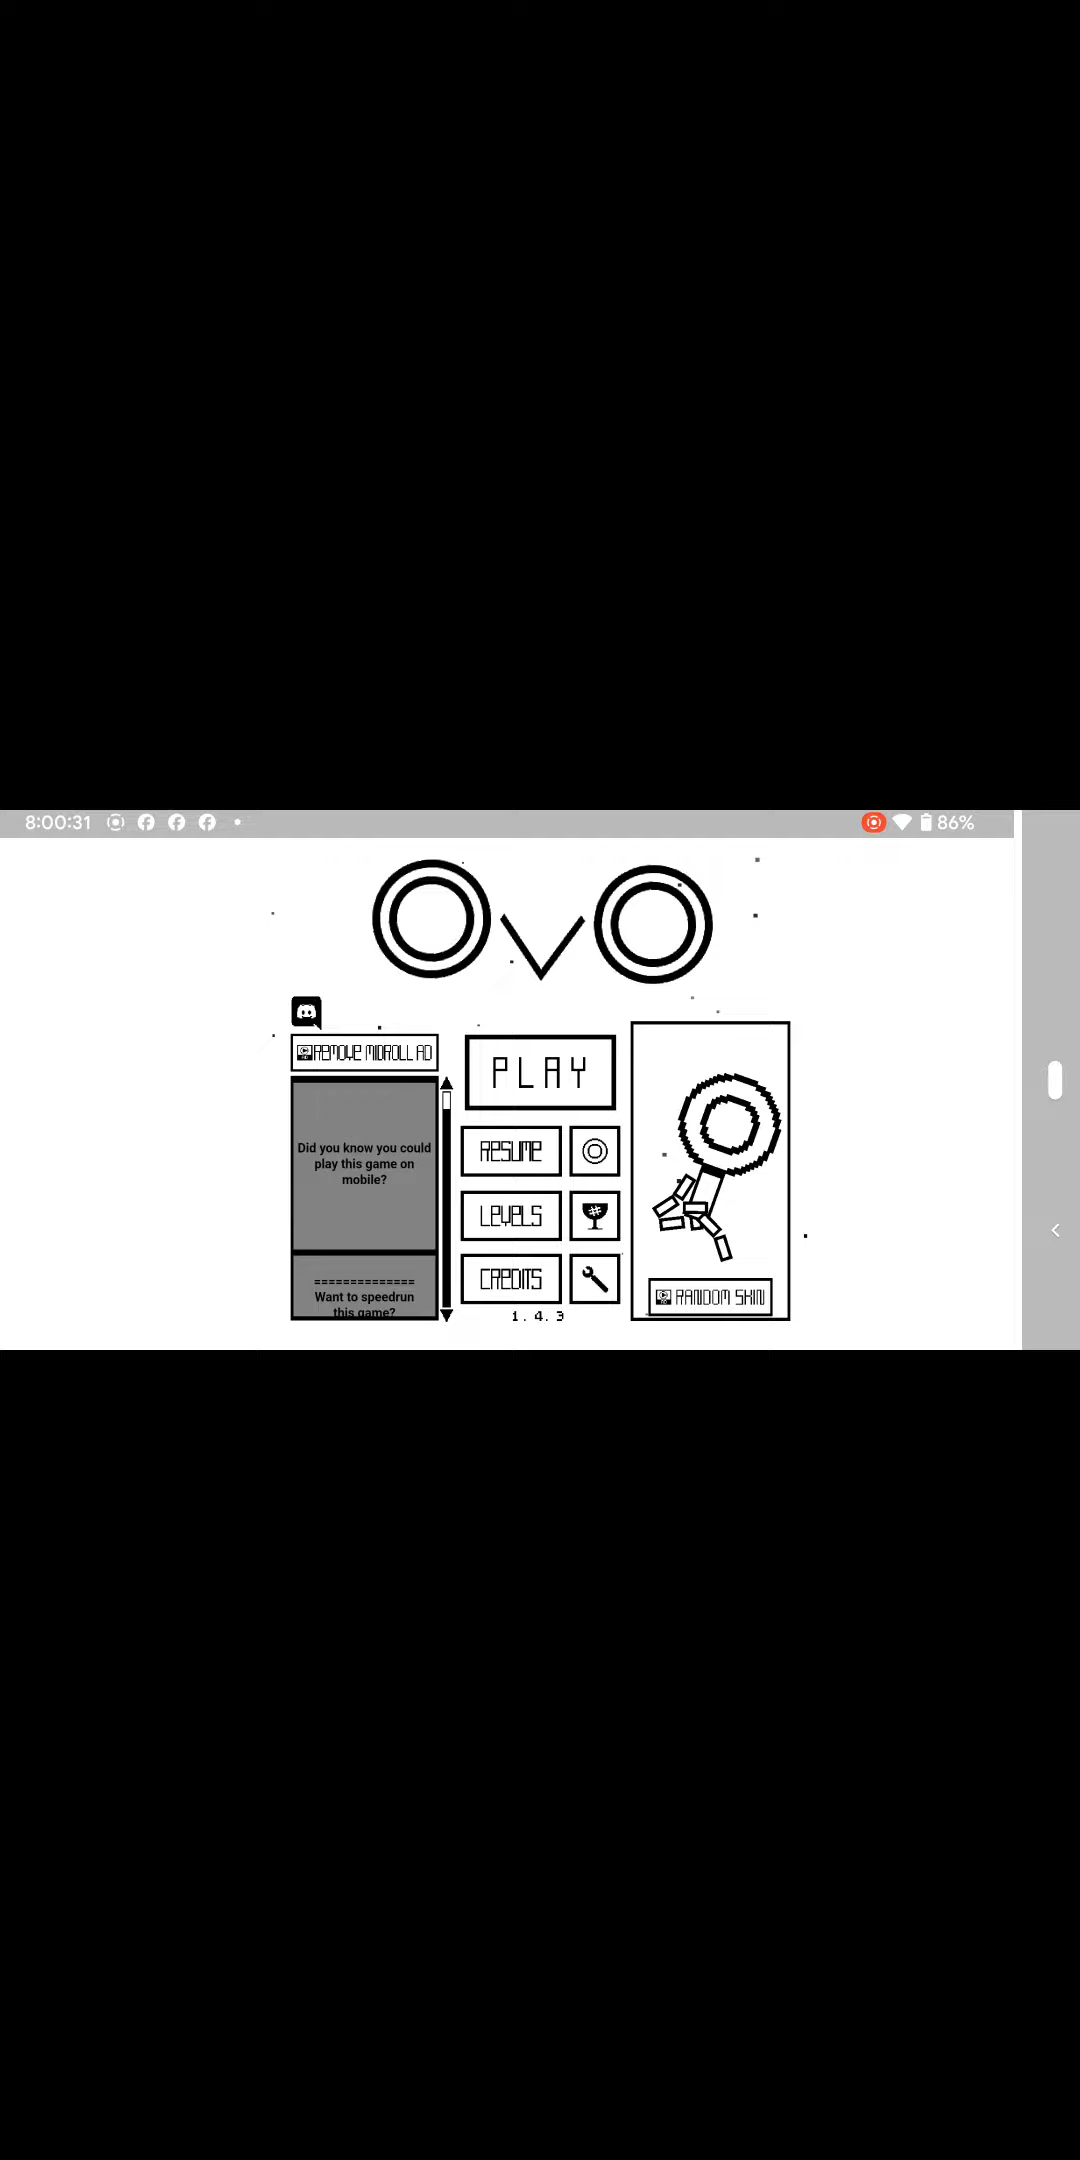 8:00:31
86%
OVO
REMOVE MIDROLL AD
Did you know you could
play this game on
mobile?
==============
Want to speedrun
this game?
PLAY
RESUME
LEVELS
CREDITS
1.4.3
RANDOM SKIN